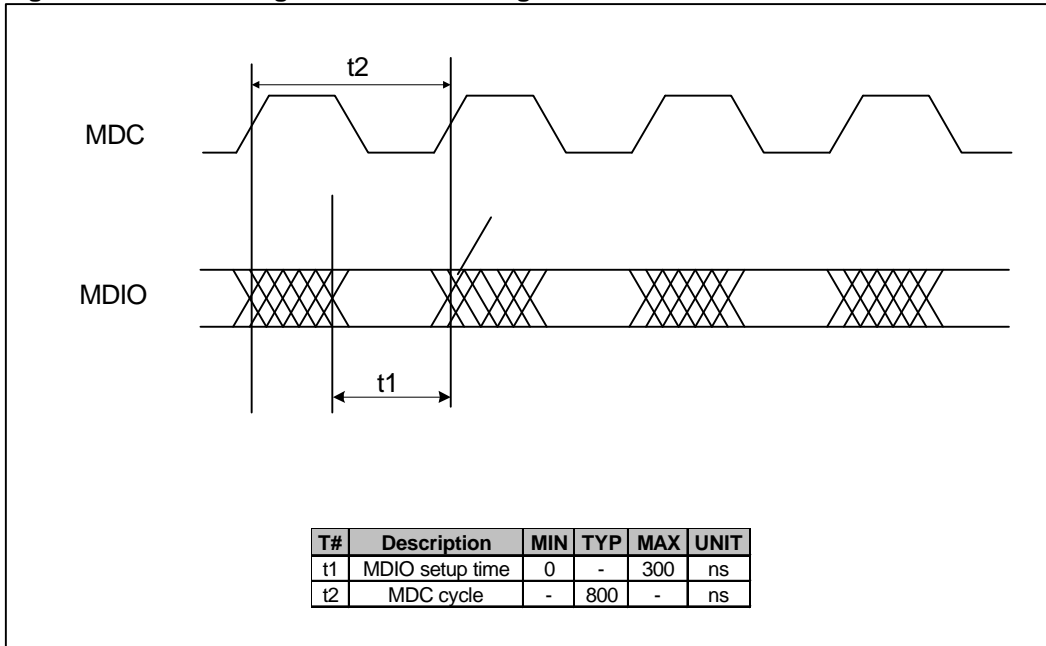 t2
MDC
MDIO
t1
T# Description MIN TYP MAX UNIT
t1 MDIO setup time 0 - 300 ns
t2 MDC cycle - 800 - ns